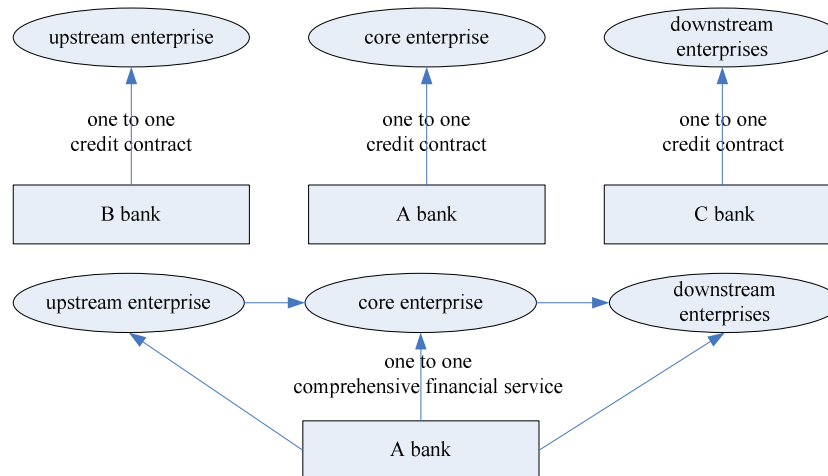 upstream enterprise
core enterprise
downstream
enterprises
one to one
credit contract
one to one
credit contract
one to one
credit contract
B bank
A bank
C bank
upstream enterprise
core enterprise
downstream
enterprises
one to one
comprehensive financial service
A bank